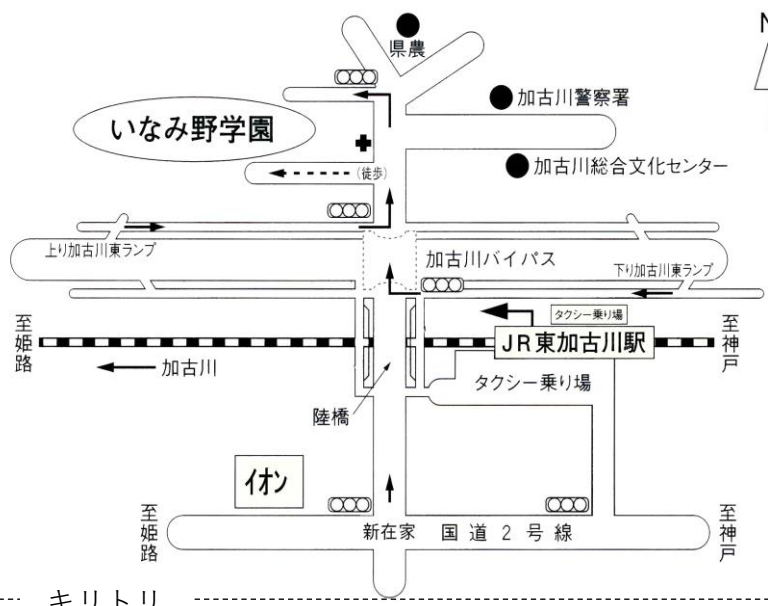 N
県農
加古川警察署
いなみ野学園
加古川総合文化センター
(徒歩)
上り加古川東ランプ
加古川バイパス
下り加古川東ランプ
至姫路
タクシー乗り場
JR東加古川駅
至神戸
加古川
タクシー乗り場
陸橋
イオン
至姫路
新在家 国道2号線
至神戸
キリトリ